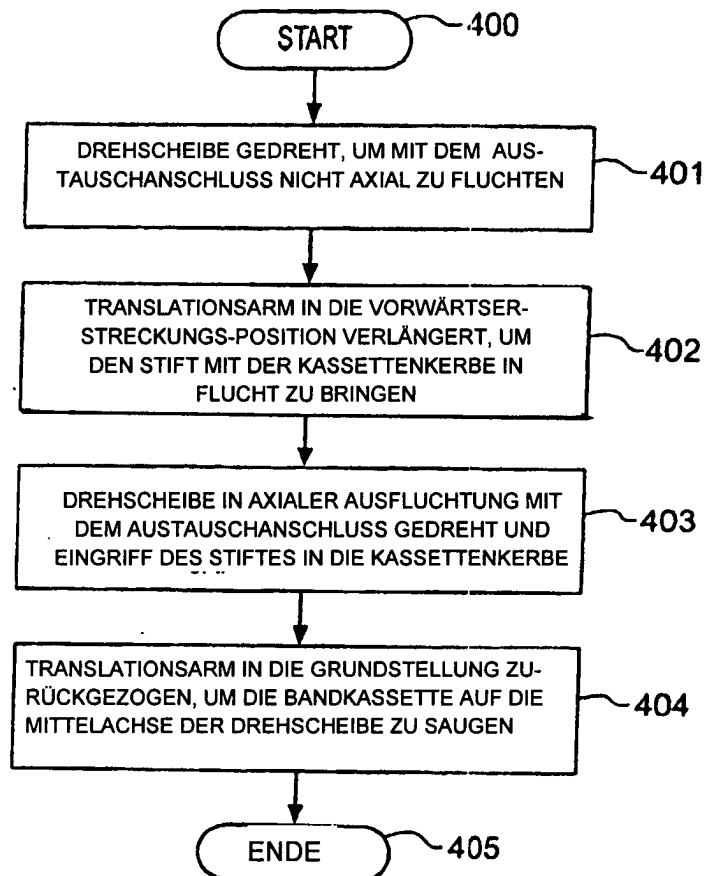 START
400
DREHSCHEIBE GEDREHT, UM MIT DEM AUS-
TAUSCHANSCHLUSS NICHT AXIAL ZU FLUCHTEN
401
TRANSLATIONSARM IN DIE VORWÄRTSER-
STRECKUNGS-POSITION VERLÄNGERT, UM
DEN STIFT MIT DER KASSETTENKERBE IN
FLUCHT ZU BRINGEN
402
DREHSCHEIBE IN AXIALER AUSFLUCHTUNG MIT
DEM AUSTAUSCHANSCHLUSS GEDREHT UND
EINGRIFF DES STIFTES IN DIE KASSETTENKERBE
403
TRANSLATIONSARM IN DIE GRUNDSTELLUNG ZU-
RÜCKGEZOGEN, UM DIE BANDKASSETTE AUF DIE
MITTELACHSE DER DREHSCHEIBE ZU SAUGEN
404
ENDE
405